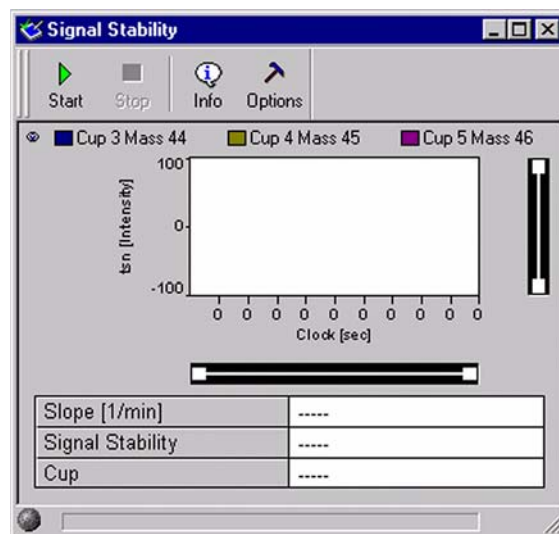 Signal Stability
Start Stop Info Options
Cup 3 Mass 44 Cup 4 Mass 45 Cup 5 Mass 46
100
0
-100
tsn [Intensity]
0 0 0 0 0 0 0 0 0 0
Clock [sec]
Slope [1/min] -----
Signal Stability -----
Cup -----